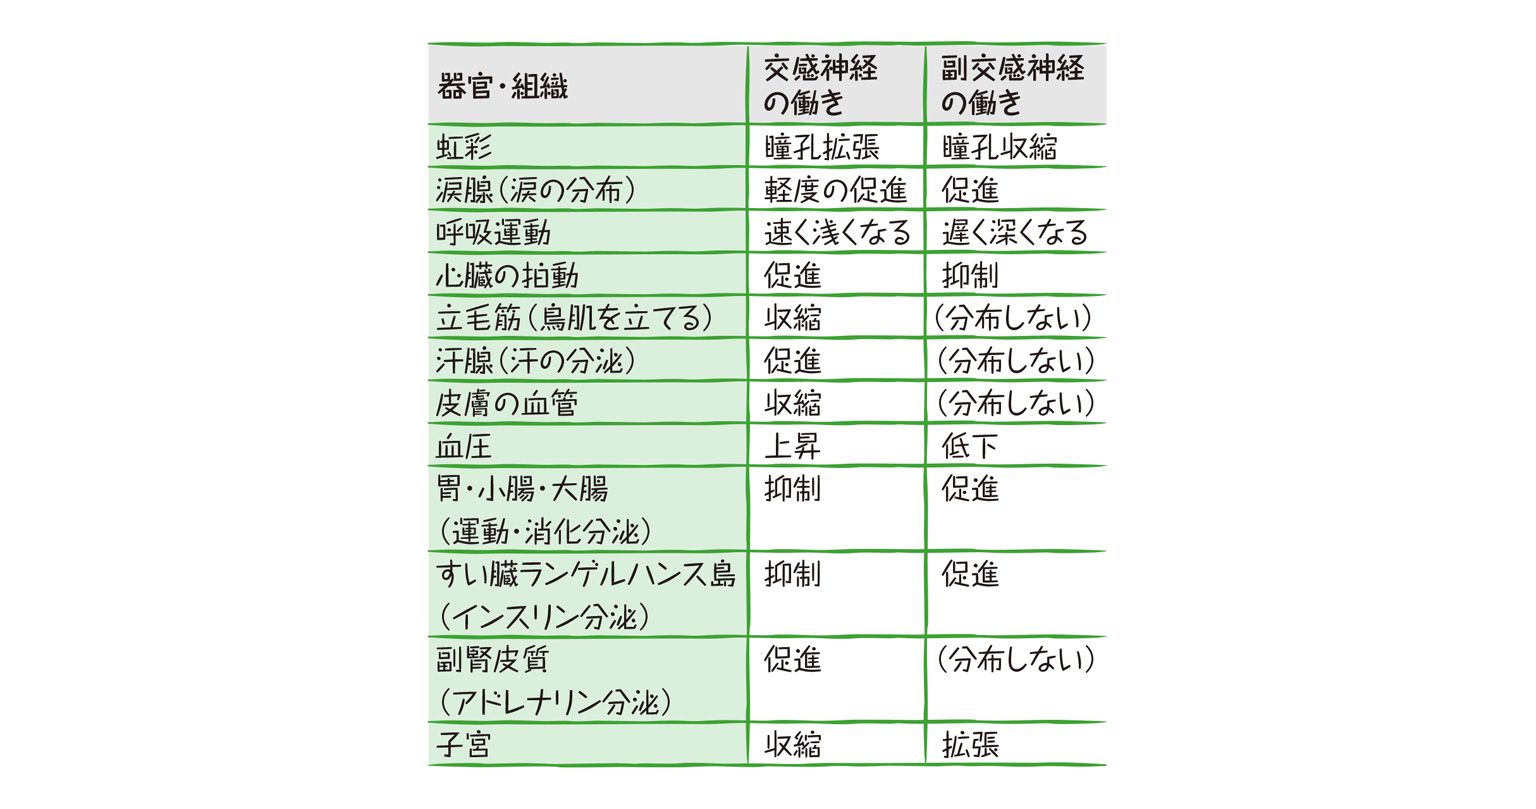 器官・組織 交感神経の働き 副交感神経の働き
虹彩 瞳孔拡張 瞳孔収縮
涙腺(涙の分布) 軽度の促進 促進
呼吸運動 速く浅くなる 遅く深くなる
心臓の拍動 促進 抑制
立毛筋(鳥肌を立てる) 収縮 (分布しない)
汗腺(汗の分泌) 促進 (分布しない)
皮膚の血管 収縮 (分布しない)
血圧 上昇 低下
胃・小腸・大腸 抑制 促進
(運動・消化分泌)
すい臓ランゲルハンス島 抑制 促進
(インスリン分泌)
副腎皮質 促進 (分布しない)
(アドレナリン分泌)
子宮 収縮 拡張